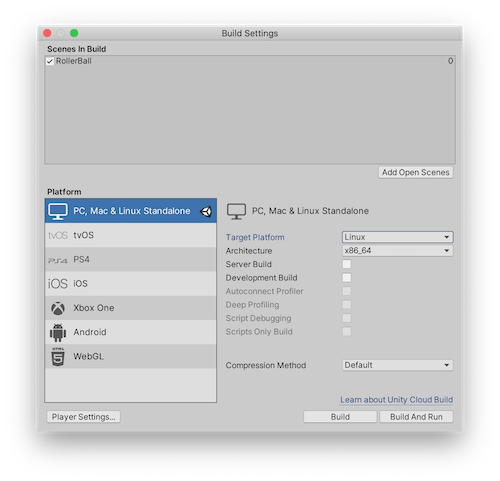 Build Settings
Scenes In Build
RollerBall 0
Add Open Scenes
Platform
PC, Mac & Linux Standalone
tvOS tvOS
PS4 PS4
iOS iOS
Xbox One
Android
HTML 5 WebGL
PC, Mac & Linux Standalone
Target Platform Linux
Architecture x86_64
Server Build
Development Build
Autoconnect Profiler
Deep Profiling
Script Debugging
Scripts Only Build
Compression Method Default
Learn about Unity Cloud Build
Player Settings... Build Build And Run